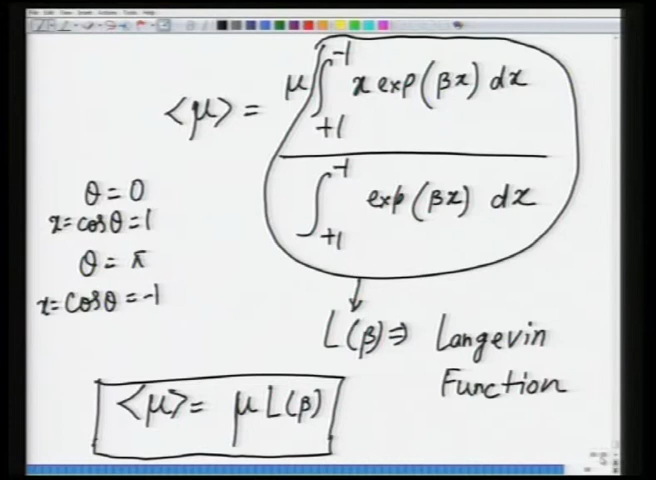 <μ> = μ ∫_{+1}^{-1} x exp(βx) dx
∫_{+1}^{-1} exp(βx) dx
θ = 0
x = cosθ = 1
θ = π
x = cosθ = -1
L(β) ⇒ Langevin
Function
<μ> = μ L(β)